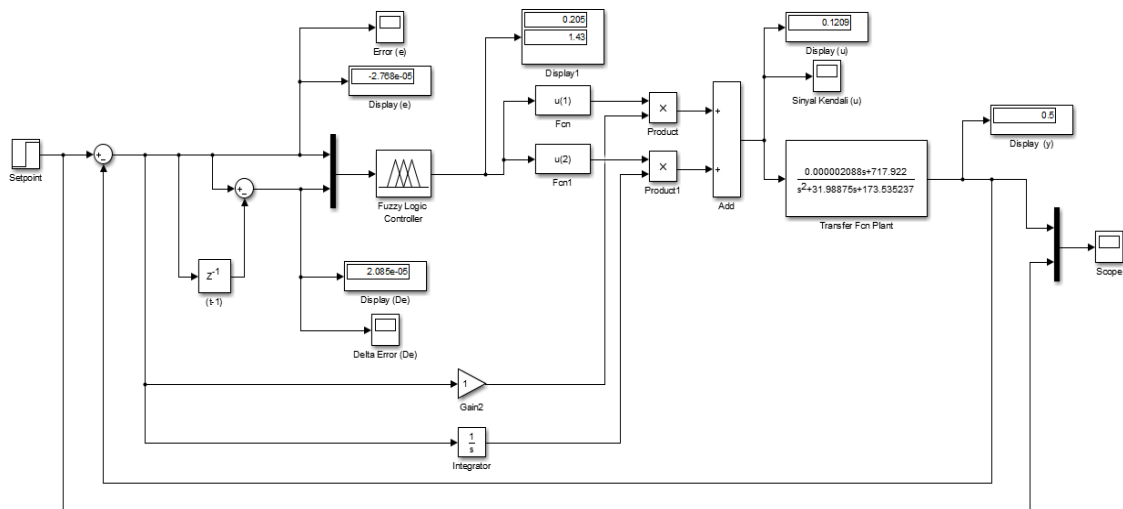 Setpoint
+
-
Error (e)
-2.768e-05
Display (e)
+
-
z-1
(t-1)
Fuzzy Logic
Controller
2.085e-05
Display (De)
Delta Error (De)
1
Gain2
1
s
Integrator
0.205
1.43
Display1
u(1)
Fcn
u(2)
Fcn1
×
Product
×
Product1
+
+
Add
0.1209
Display (u)
Sinyal Kendali (u)
0.000002088s+717.922
s2+31.98875s+173.535237
Transfer Fcn Plant
0.5
Display (y)
Scope